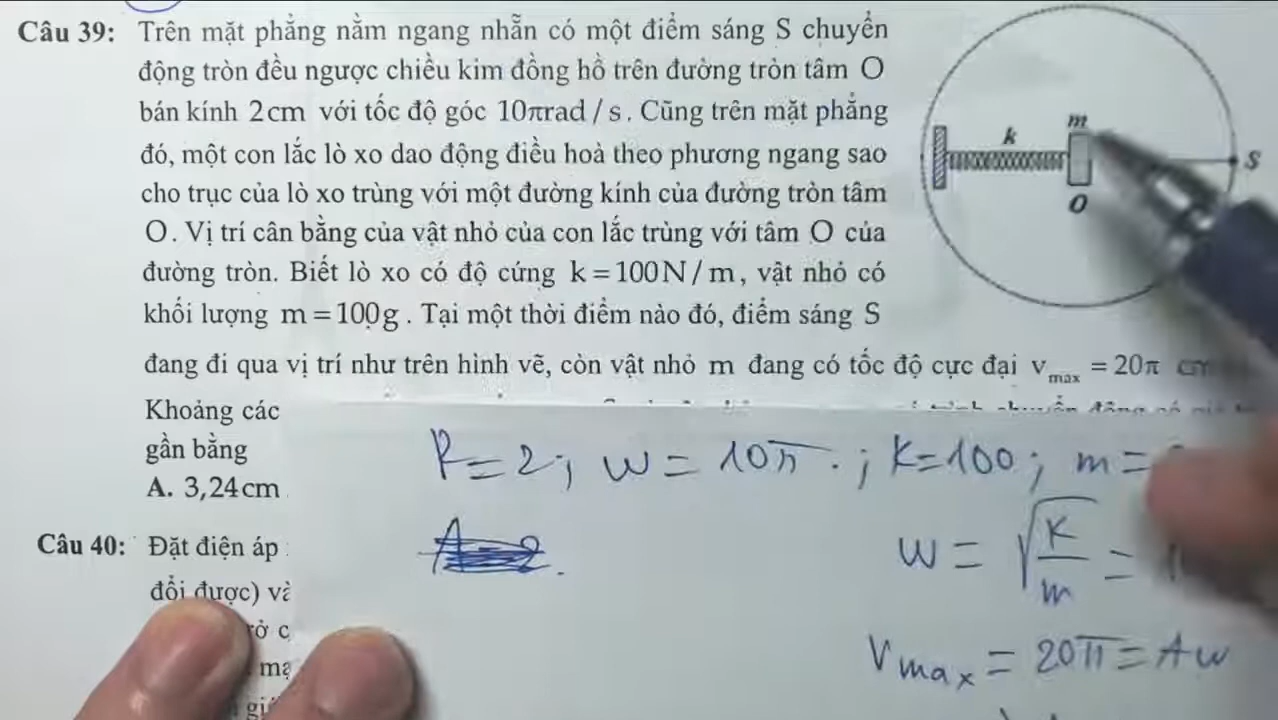 Câu 39: Trên mặt phẳng nằm ngang nhẵn có một điểm sáng S chuyển
động tròn đều ngược chiều kim đồng hồ trên đường tròn tâm O
bán kính 2cm với tốc độ góc 10πrad / s. Cũng trên mặt phẳng
đó, một con lắc lò xo dao động điều hoà theo phương ngang sao
cho trục của lò xo trùng với một đường kính của đường tròn tâm
O. Vị trí cân bằng của vật nhỏ của con lắc trùng với tâm O của
đường tròn. Biết lò xo có độ cứng k = 100N / m, vật nhỏ có
khối lượng m = 100g. Tại một thời điểm nào đó, điểm sáng S
đang đi qua vị trí như trên hình vẽ, còn vật nhỏ m đang có tốc độ cực đại v max = 20π
m
k
S
O
Khoảng các
gần bằng
A. 3,24cm
R = 2; w = 10π.; K=100; m =
w = √K/m =
Vmax = 20π = Aw
Câu 40: Đặt điện áp
đổi được) và